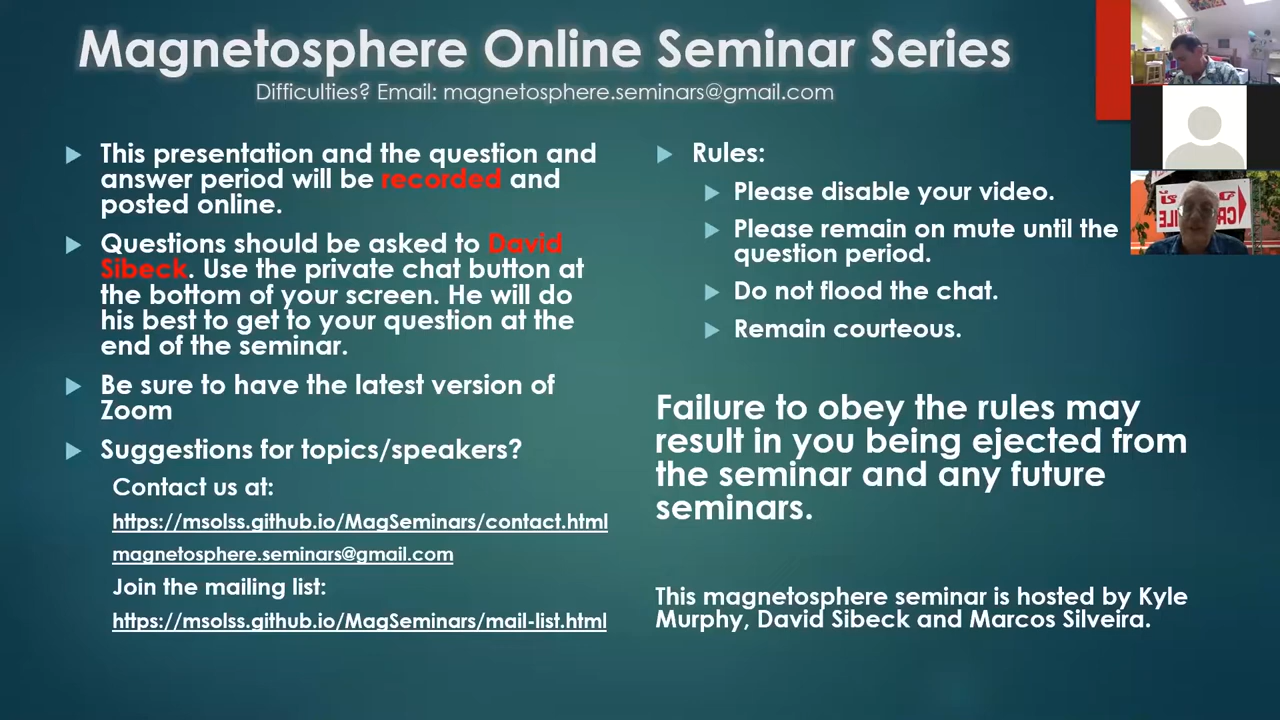 Magnetosphere Online Seminar Series
Difficulties? Email: magnetosphere.seminars@gmail.com
This presentation and the question and
answer period will be recorded and
posted online.
Questions should be asked to David
Sibeck. Use the private chat button at
the bottom of your screen. He will do
his best to get to your question at the
end of the seminar.
Be sure to have the latest version of
Zoom
Suggestions for topics/speakers?
Contact us at:
https://msolss.github.io/MagSeminars/contact.html
magnetosphere.seminars@gmail.com
Join the mailing list:
https://msolss.github.io/MagSeminars/mail-list.html
Rules:
Please disable your video.
Please remain on mute until the
question period.
Do not flood the chat.
Remain courteous.
Failure to obey the rules may
result in you being ejected from
the seminar and any future
seminars.
This magnetosphere seminar is hosted by Kyle
Murphy, David Sibeck and Marcos Silveira.